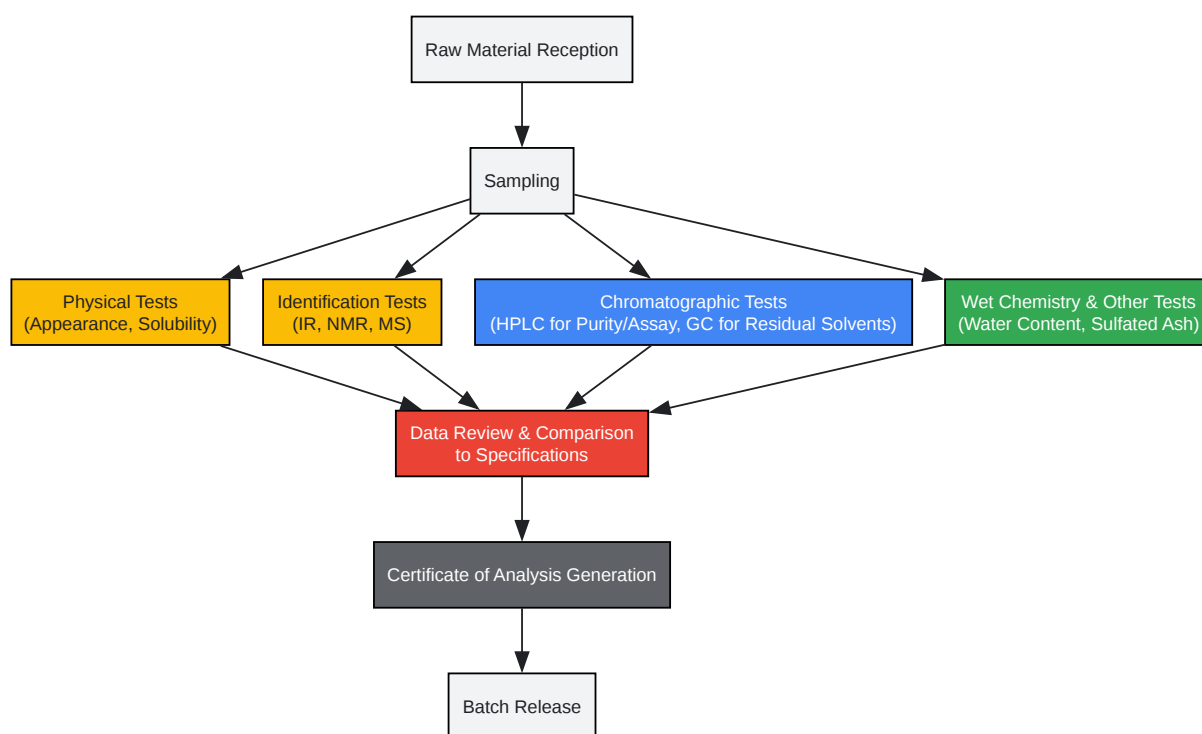 Raw Material Reception
Sampling
Physical Tests
(Appearance, Solubility)
Identification Tests
(IR, NMR, MS)
Chromatographic Tests
(HPLC for Purity/Assay, GC for Residual Solvents)
Wet Chemistry & Other Tests
(Water Content, Sulfated Ash)
Data Review & Comparison
to Specifications
Certificate of Analysis Generation
Batch Release